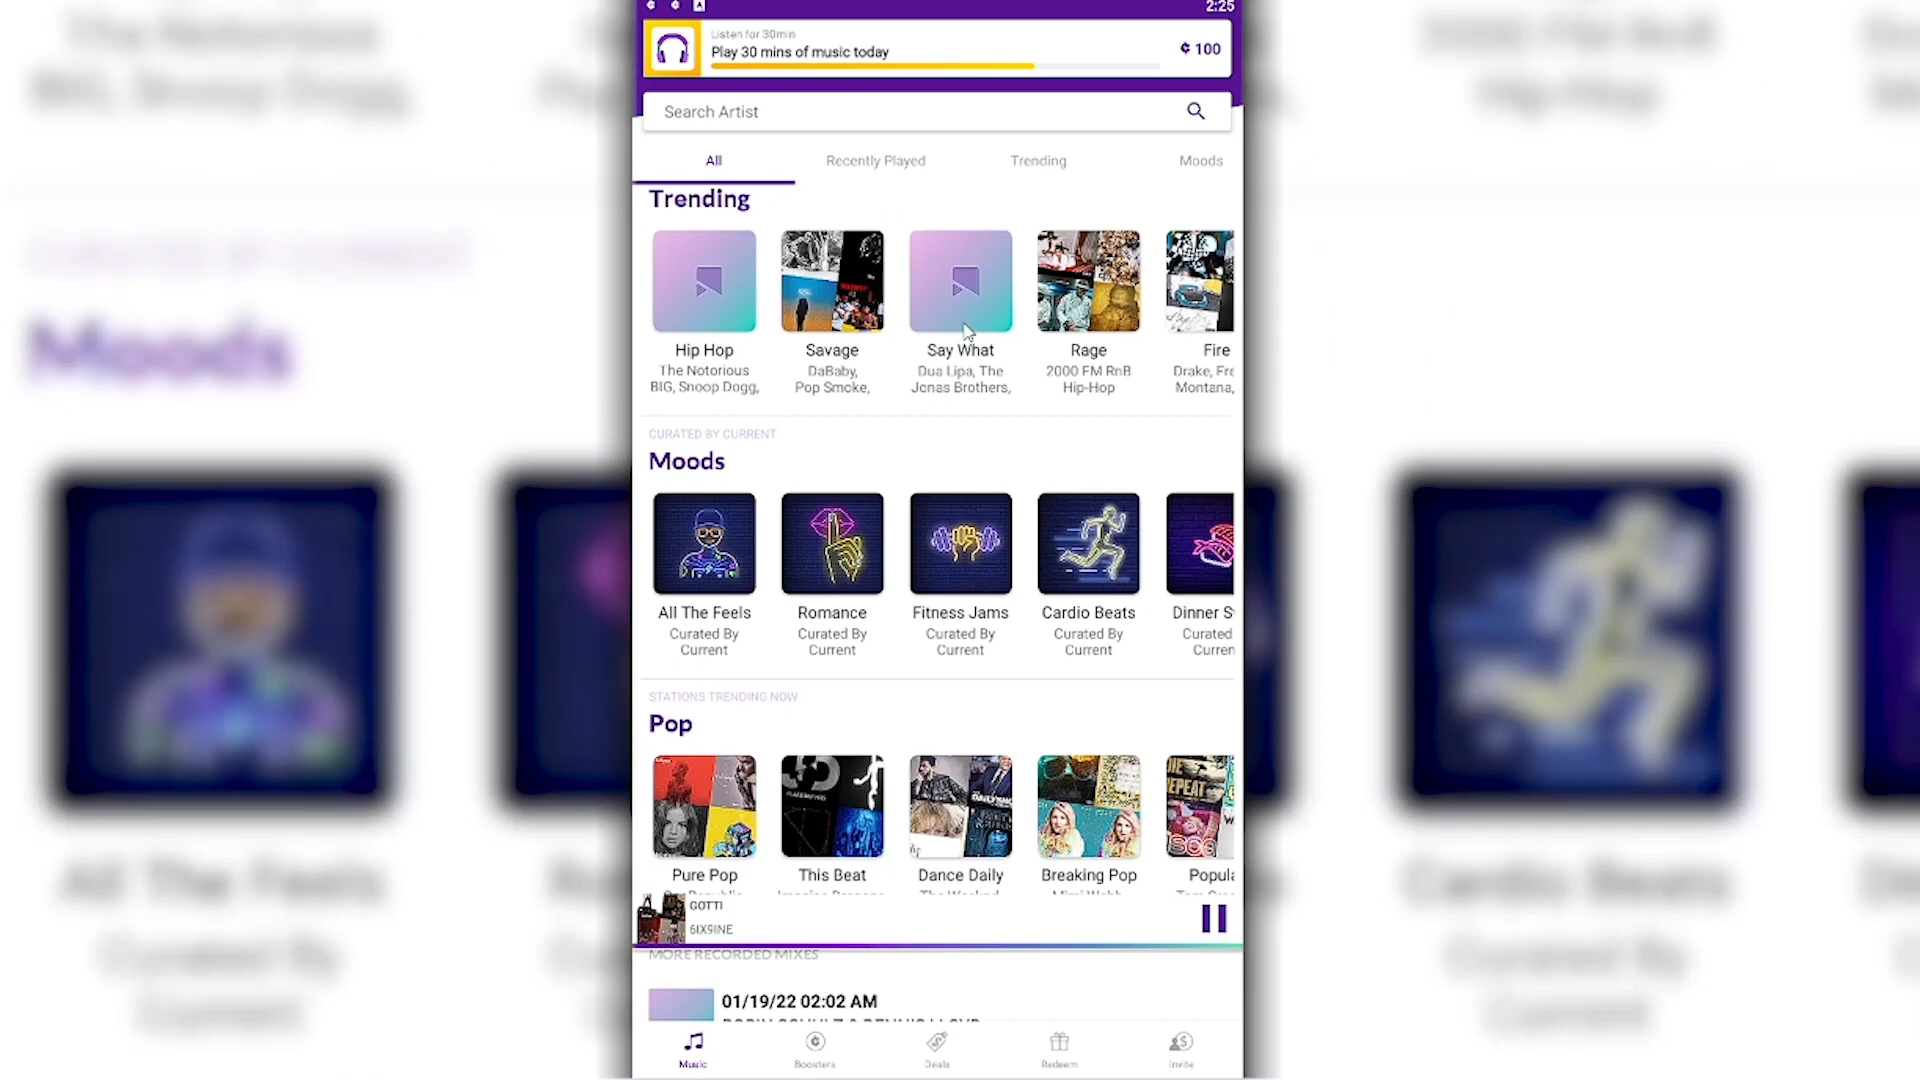 2:25
Listen for 30min
Play 30 mins of music today
100
Search Artist
All
Recently Played
Trending
Moods
Trending
Hip Hop
The Notorious
BIG, Snoop Dogg,
Savage
DaBaby,
Pop Smoke,
Say What
Dua Lipa, The
Jonas Brothers,
Rage
2000 FM RnB
Hip-Hop
Fire
Drake, Fre
Montana,
CURATED BY CURRENT
Moods
All The Feels
Curated By
Current
Romance
Curated By
Current
Fitness Jams
Curated By
Current
Cardio Beats
Curated By
Current
Dinner S
Curated
Curren
STATIONS TRENDING NOW
Pop
Pure Pop
This Beat
Dance Daily
Breaking Pop
Popula
GOTTI
6IX9INE
MORE RECORDED MIXES
01/19/22 02:02 AM
Music
Boosters
Deals
Redeem
Invite